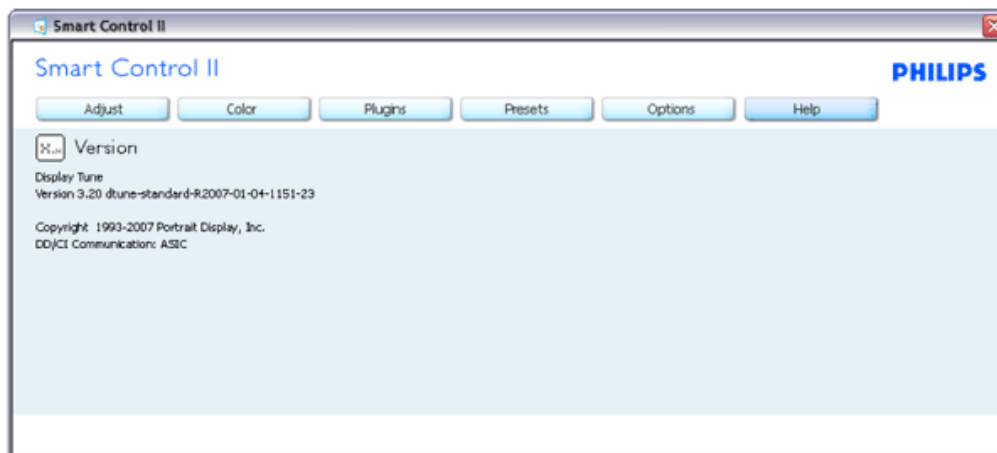 Smart Control II
Smart Control II
PHILIPS
Adjust Color Plugins Presets Options Help
X.x Version
Display Tune
Version 3.20 dtune-standard-R2007-01-04-1151-23
Copyright 1993-2007 Portrait Display, Inc.
DD/CI Communication: ASIC